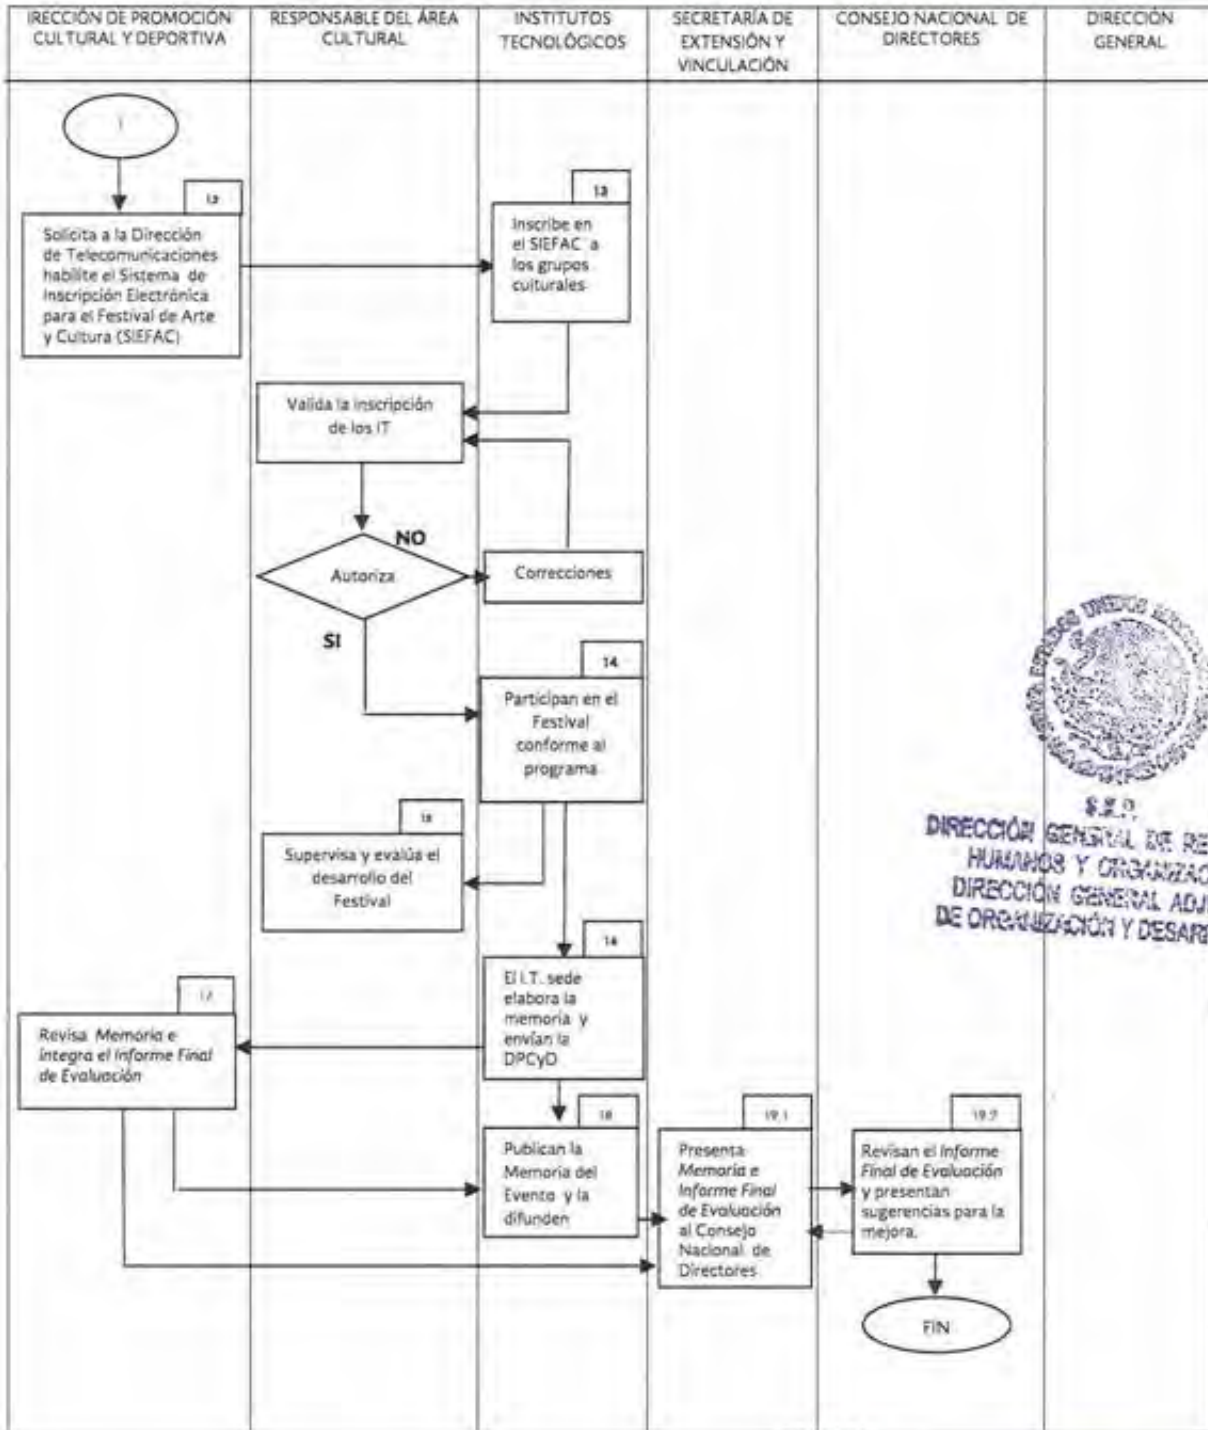 IRECCIÓN DE PROMOCIÓN
CULTURAL Y DEPORTIVA
RESPONSABLE DEL ÁREA
CULTURAL
INSTITUTOS
TECNOLÓGICOS
SECRETARÍA DE
EXTENSIÓN Y
VINCULACIÓN
CONSEJO NACIONAL DE
DIRECTORES
DIRECCIÓN
GENERAL
Solicita a la Dirección
de Telecomunicaciones
habilite el Sistema de
Inscripción Electrónica
para el Festival de Arte
y Cultura (SIEFAC)
13
Inscribe en
el SIEFAC a
los grupos
culturales
Valida la inscripción
de los IT
NO
Autoriza
Correcciones
SI
14
Participan en el
Festival
conforme al
programa
Supervisa y evalúa el
desarrollo del
Festival
El I.T. sede
elabora la
memoria y
envían la
DPCyD
17
Revisa Memoria e
integra el Informe Final
de Evaluación
Publican la
Memoria del
Evento y la
difunden
19.1
Presenta
Memoria e
Informe Final
de Evaluación
al Consejo
Nacional de
Directores
19.2
Revisan el Informe
Final de Evaluación
y presentan
sugerencias para la
mejora.
FIN
S.E.P.
DIRECCIÓN GENERAL DE RE
HUMANOS Y ORGANIZAC
DIRECCIÓN GENERAL ADJ
DE ORGANIZACIÓN Y DESAR